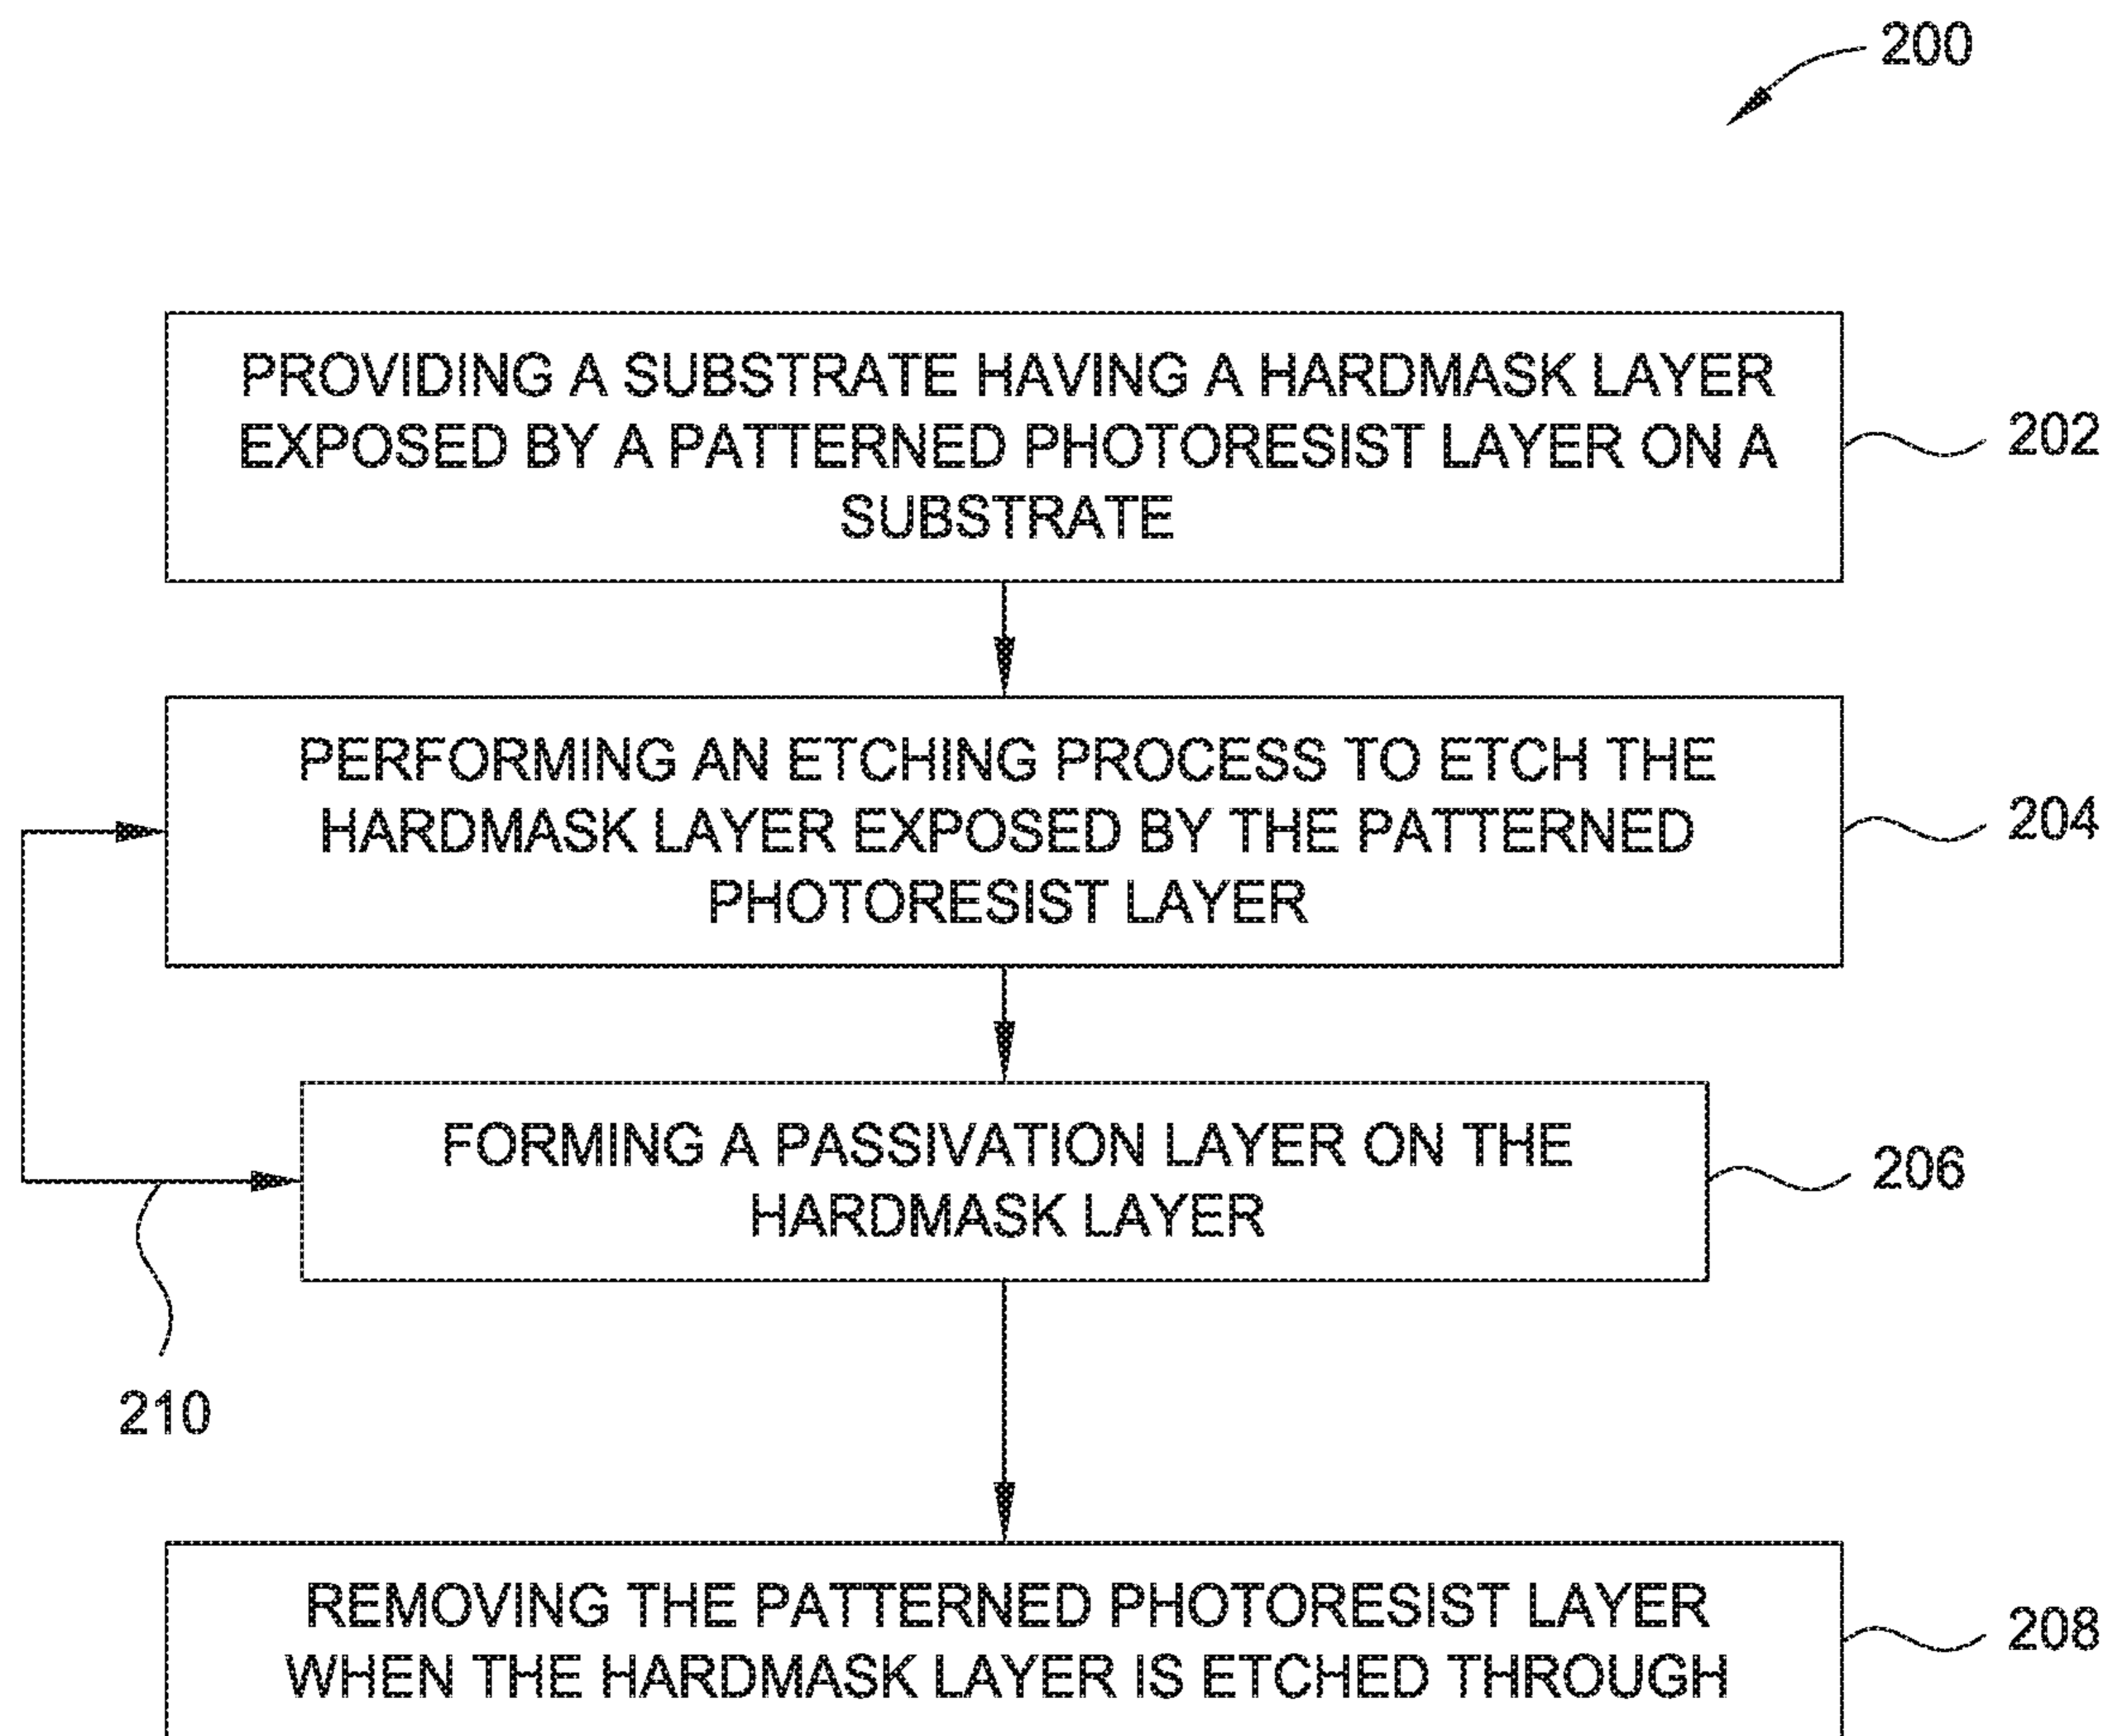 200
PROVIDING A SUBSTRATE HAVING A HARDMASK LAYER
EXPOSED BY A PATTERNED PHOTORESIST LAYER ON A
SUBSTRATE
202
PERFORMING AN ETCHING PROCESS TO ETCH THE
HARDMASK LAYER EXPOSED BY THE PATTERNED
PHOTORESIST LAYER
204
FORMING A PASSIVATION LAYER ON THE
HARDMASK LAYER
206
210
REMOVING THE PATTERNED PHOTORESIST LAYER
WHEN THE HARDMASK LAYER IS ETCHED THROUGH
208